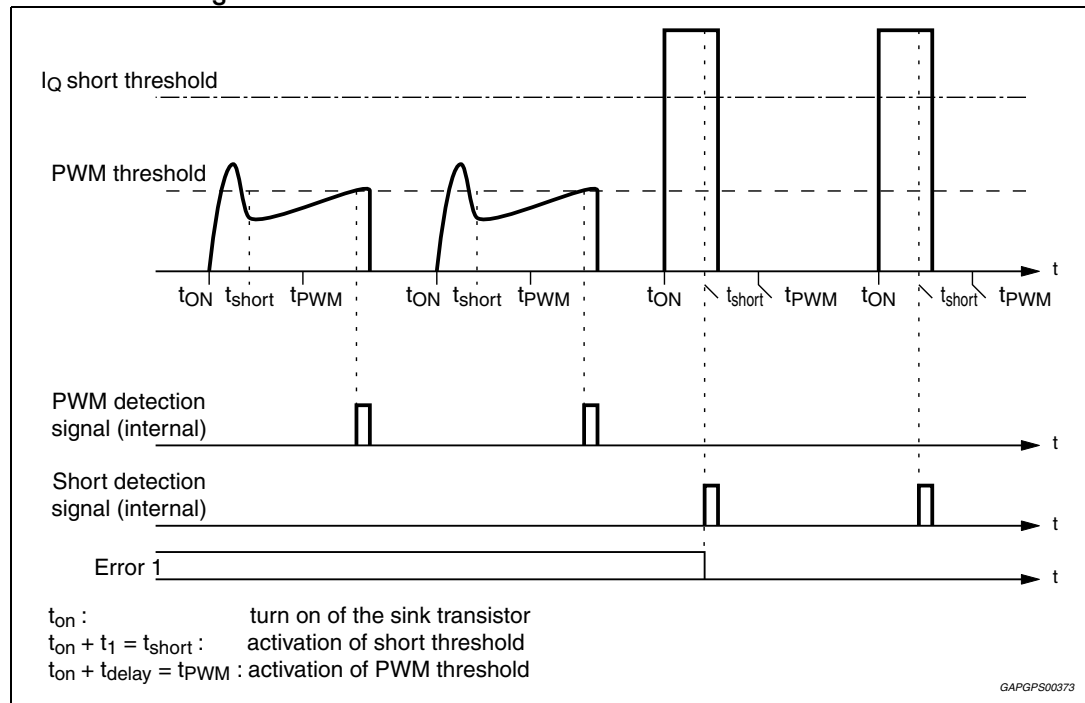 g
I_Q short threshold
PWM threshold
t
t_ON t_short t_PWM t_ON t_short t_PWM t_ON t_short t_PWM t_ON t_short t_PWM
PWM detection
signal (internal)
t
Short detection
signal (internal)
t
Error 1
t
t_on : turn on of the sink transistor
t_on + t_1 = t_short : activation of short threshold
t_on + t_delay = t_PWM : activation of PWM threshold
GAPGPS00373